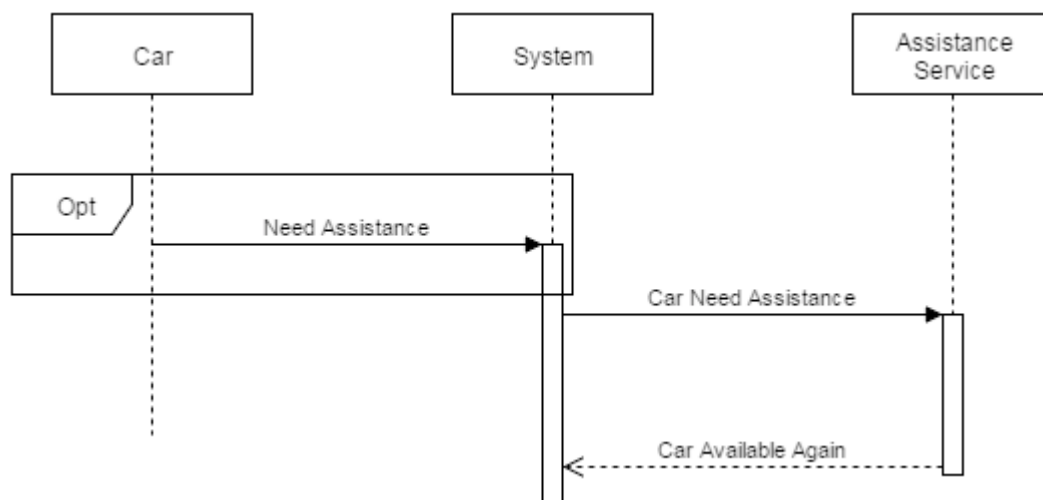 Car
System
Assistance
Service
Opt
Need Assistance
Car Need Assistance
Car Available Again